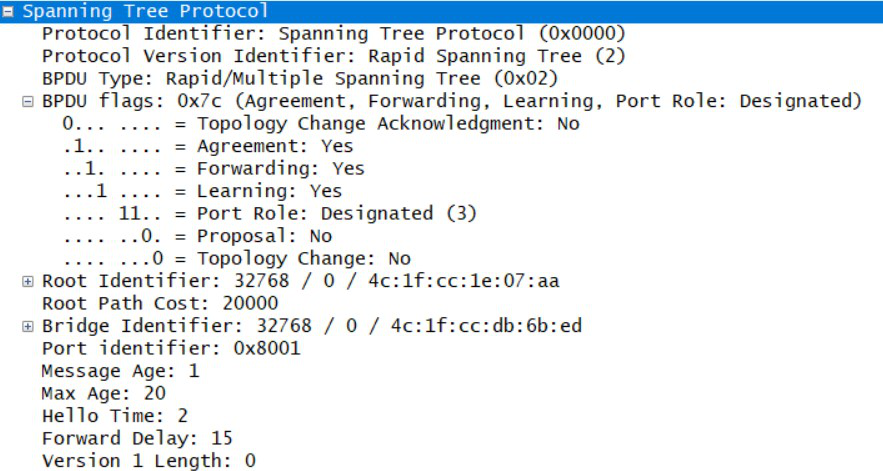 Spanning Tree Protocol
Protocol Identifier: Spanning Tree Protocol (0x0000)
Protocol Version Identifier: Rapid Spanning Tree (2)
BPDU Type: Rapid/Multiple Spanning Tree (0x02)
BPDU flags: 0x7c (Agreement, Forwarding, Learning, Port Role: Designated)
0... .... = Topology Change Acknowledgment: No
.1.. .... = Agreement: Yes
..1. .... = Forwarding: Yes
...1 .... = Learning: Yes
.... 11.. = Port Role: Designated (3)
.... ..0. = Proposal: No
.... ...0 = Topology Change: No
Root Identifier: 32768 / 0 / 4c:1f:cc:1e:07:aa
Root Path Cost: 20000
Bridge Identifier: 32768 / 0 / 4c:1f:cc:db:6b:ed
Port identifier: 0x8001
Message Age: 1
Max Age: 20
Hello Time: 2
Forward Delay: 15
Version 1 Length: 0